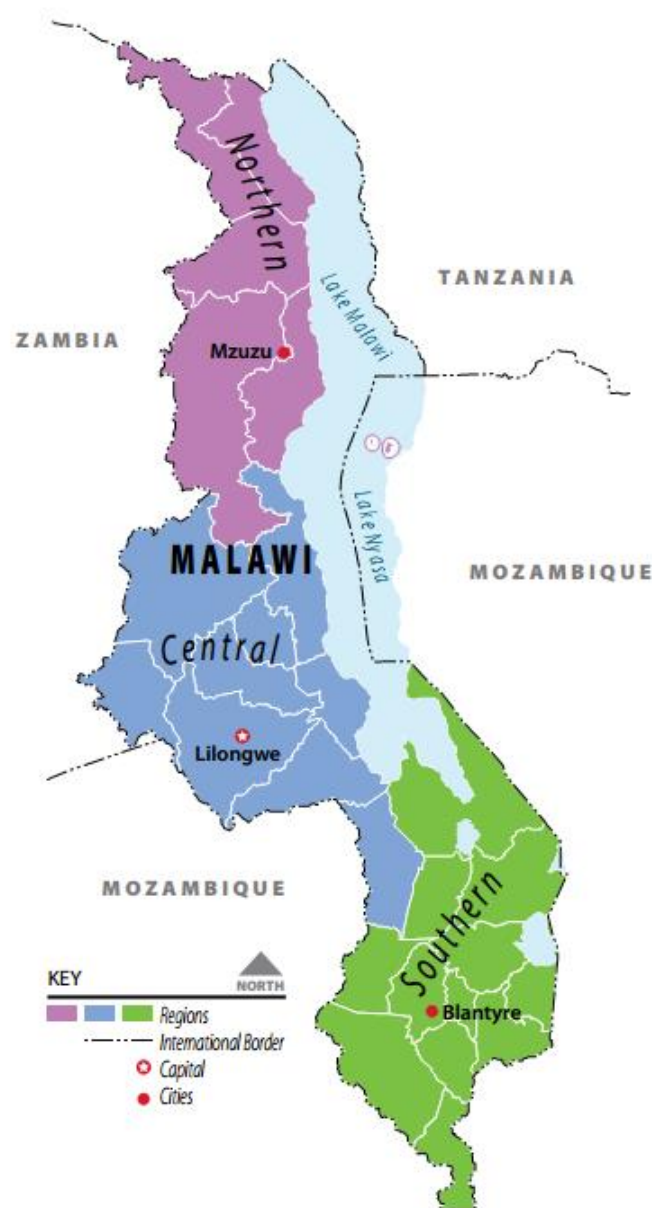 Northern
Lake Malawi
TANZANIA
ZAMBIA
Mzuzu
Lake Nyasa
MALAWI
MOZAMBIQUE
Central
Lilongwe
MOZAMBIQUE
Southern
Blantyre
KEY
NORTH
Regions
International Border
Capital
Cities